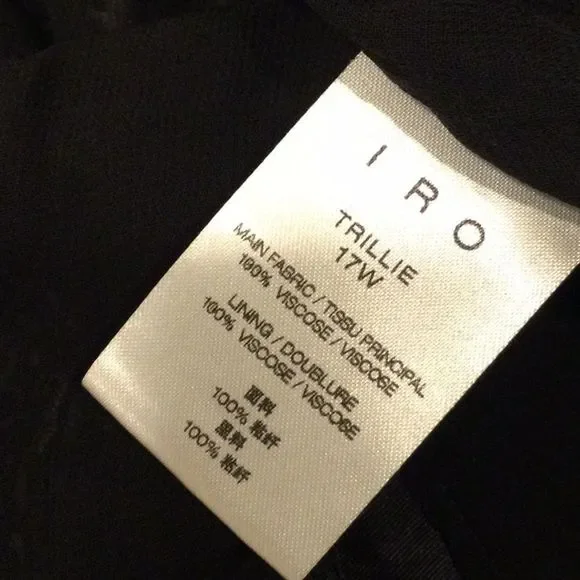 IRO
TRILLIE
17W
MAIN FABRIC / TISSU PRINCIPAL
100% VISCOSE / VISCOSE
LINING / DOUBLURE
100% VISCOSE / VISCOSE
面料
100% 粘纤
里料
100% 粘纤